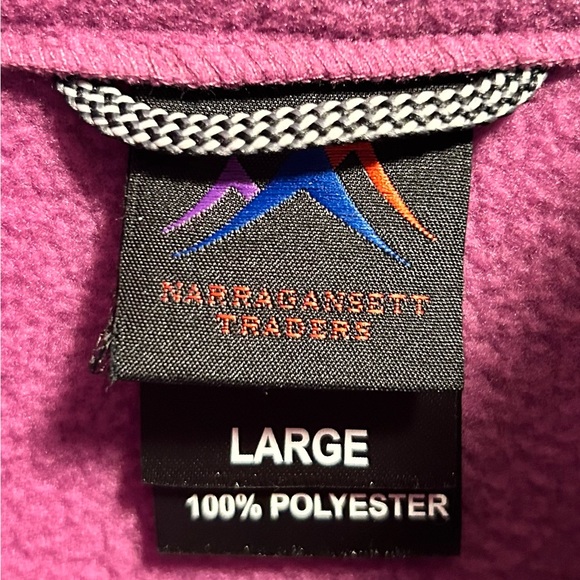 NARRAGANSETT
TRADERS
LARGE
100% POLYESTER